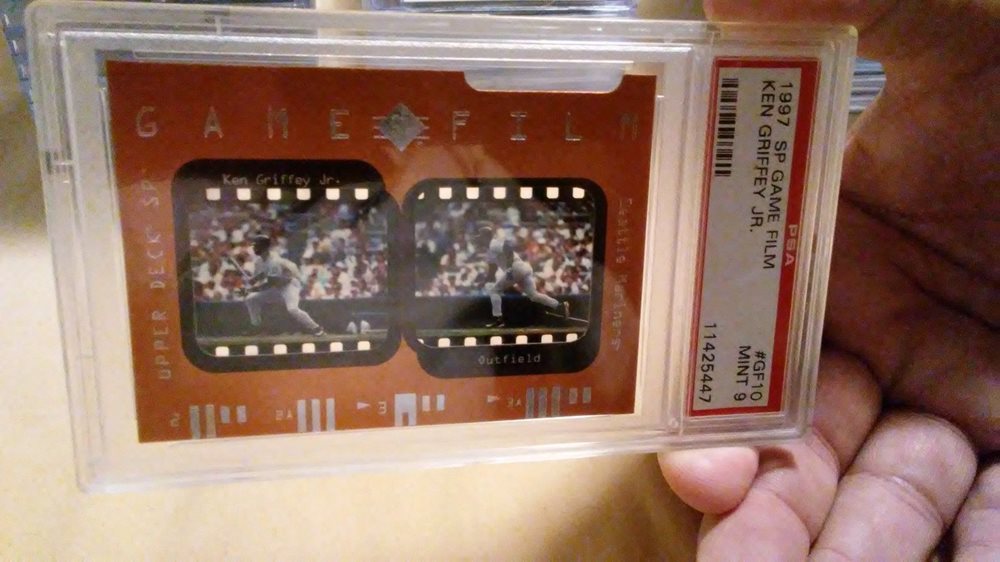 GAME FILM
UPPER DECK SP
Ken Griffey Jr.
Seattle Mariners
Outfield
1997 SP GAME FILM
KEN GRIFFEY JR.
PSA
#GF10
MINT 9
11425447